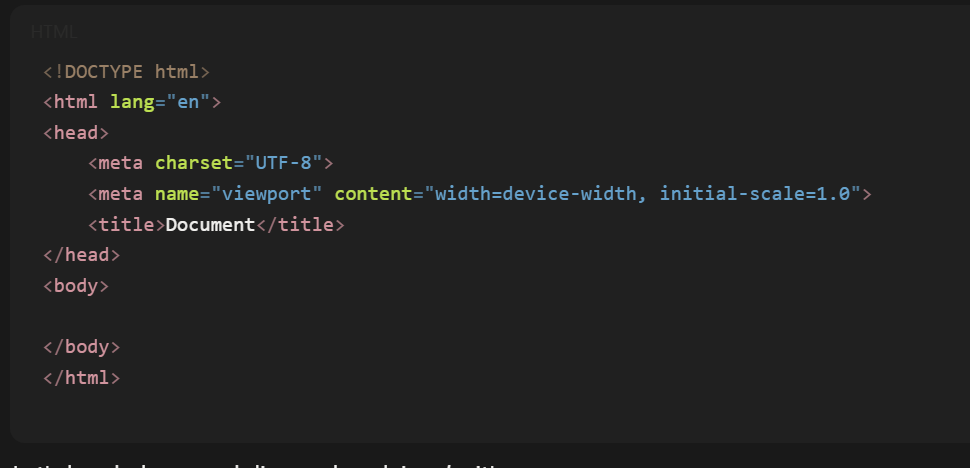 HTML
<!DOCTYPE html>
<html lang="en">
<head>
    <meta charset="UTF-8">
    <meta name="viewport" content="width=device-width, initial-scale=1.0">
    <title>Document</title>
</head>
<body>

</body>
</html>